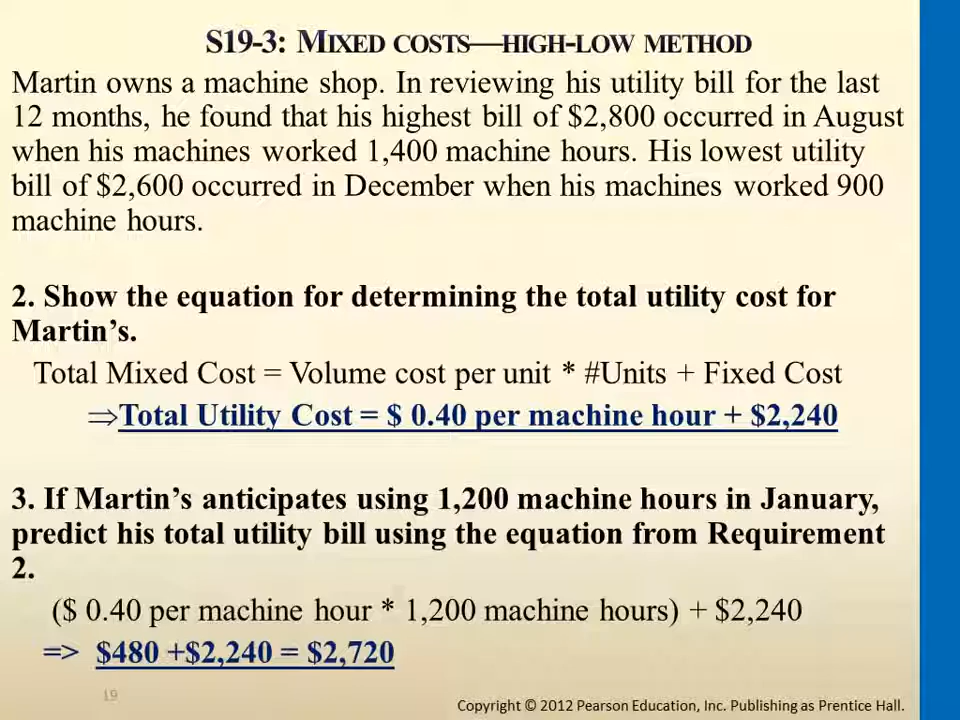 S19-3: MIXED COSTS—HIGH-LOW METHOD
Martin owns a machine shop. In reviewing his utility bill for the last
12 months, he found that his highest bill of $2,800 occurred in August
when his machines worked 1,400 machine hours. His lowest utility
bill of $2,600 occurred in December when his machines worked 900
machine hours.
2. Show the equation for determining the total utility cost for
Martin’s.
Total Mixed Cost = Volume cost per unit * #Units + Fixed Cost
⇒Total Utility Cost = $ 0.40 per machine hour + $2,240
3. If Martin’s anticipates using 1,200 machine hours in January,
predict his total utility bill using the equation from Requirement
2.
($ 0.40 per machine hour * 1,200 machine hours) + $2,240
=> $480 +$2,240 = $2,720
19
Copyright © 2012 Pearson Education, Inc. Publishing as Prentice Hall.